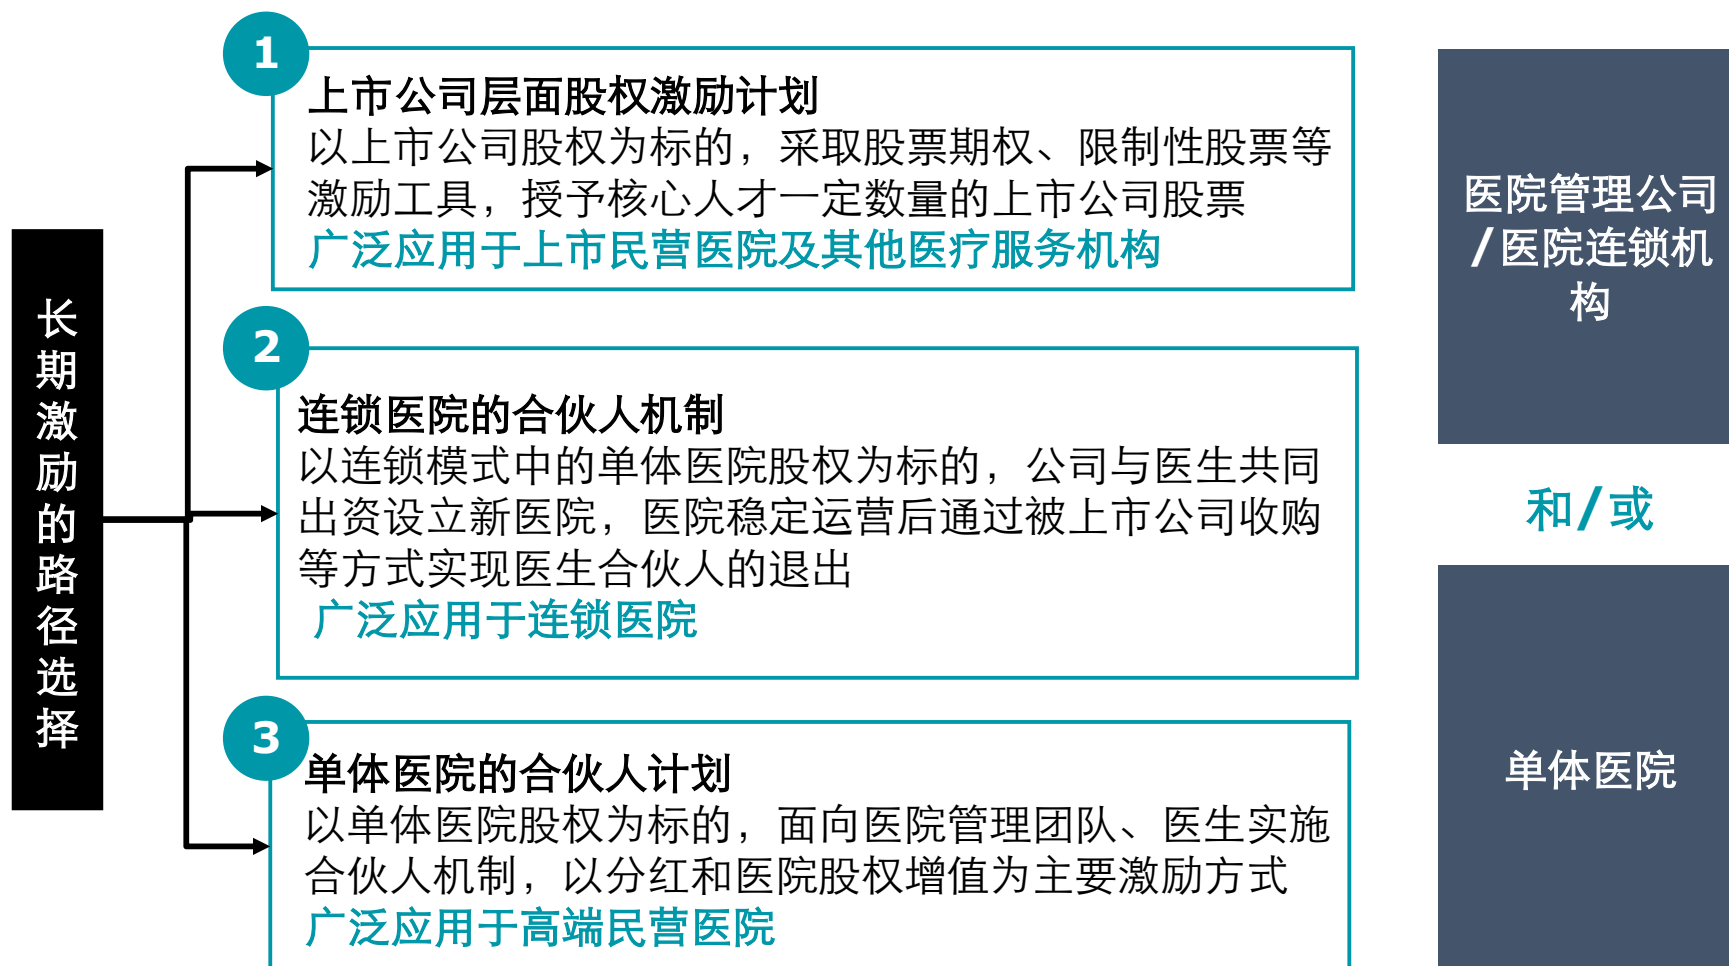 长期激励的路径选择
1
上市公司层面股权激励计划
以上市公司股权为标的，采取股票期权、限制性股票等
激励工具，授予核心人才一定数量的上市公司股票
广泛应用于上市民营医院及其他医疗服务机构
2
连锁医院的合伙人机制
以连锁模式中的单体医院股权为标的，公司与医生共同
出资设立新医院，医院稳定运营后通过被上市公司收购
等方式实现医生合伙人的退出
广泛应用于连锁医院
3
单体医院的合伙人计划
以单体医院股权为标的，面向医院管理团队、医生实施
合伙人机制，以分红和医院股权增值为主要激励方式
广泛应用于高端民营医院
医院管理公司
/医院连锁机
构
和/或
单体医院